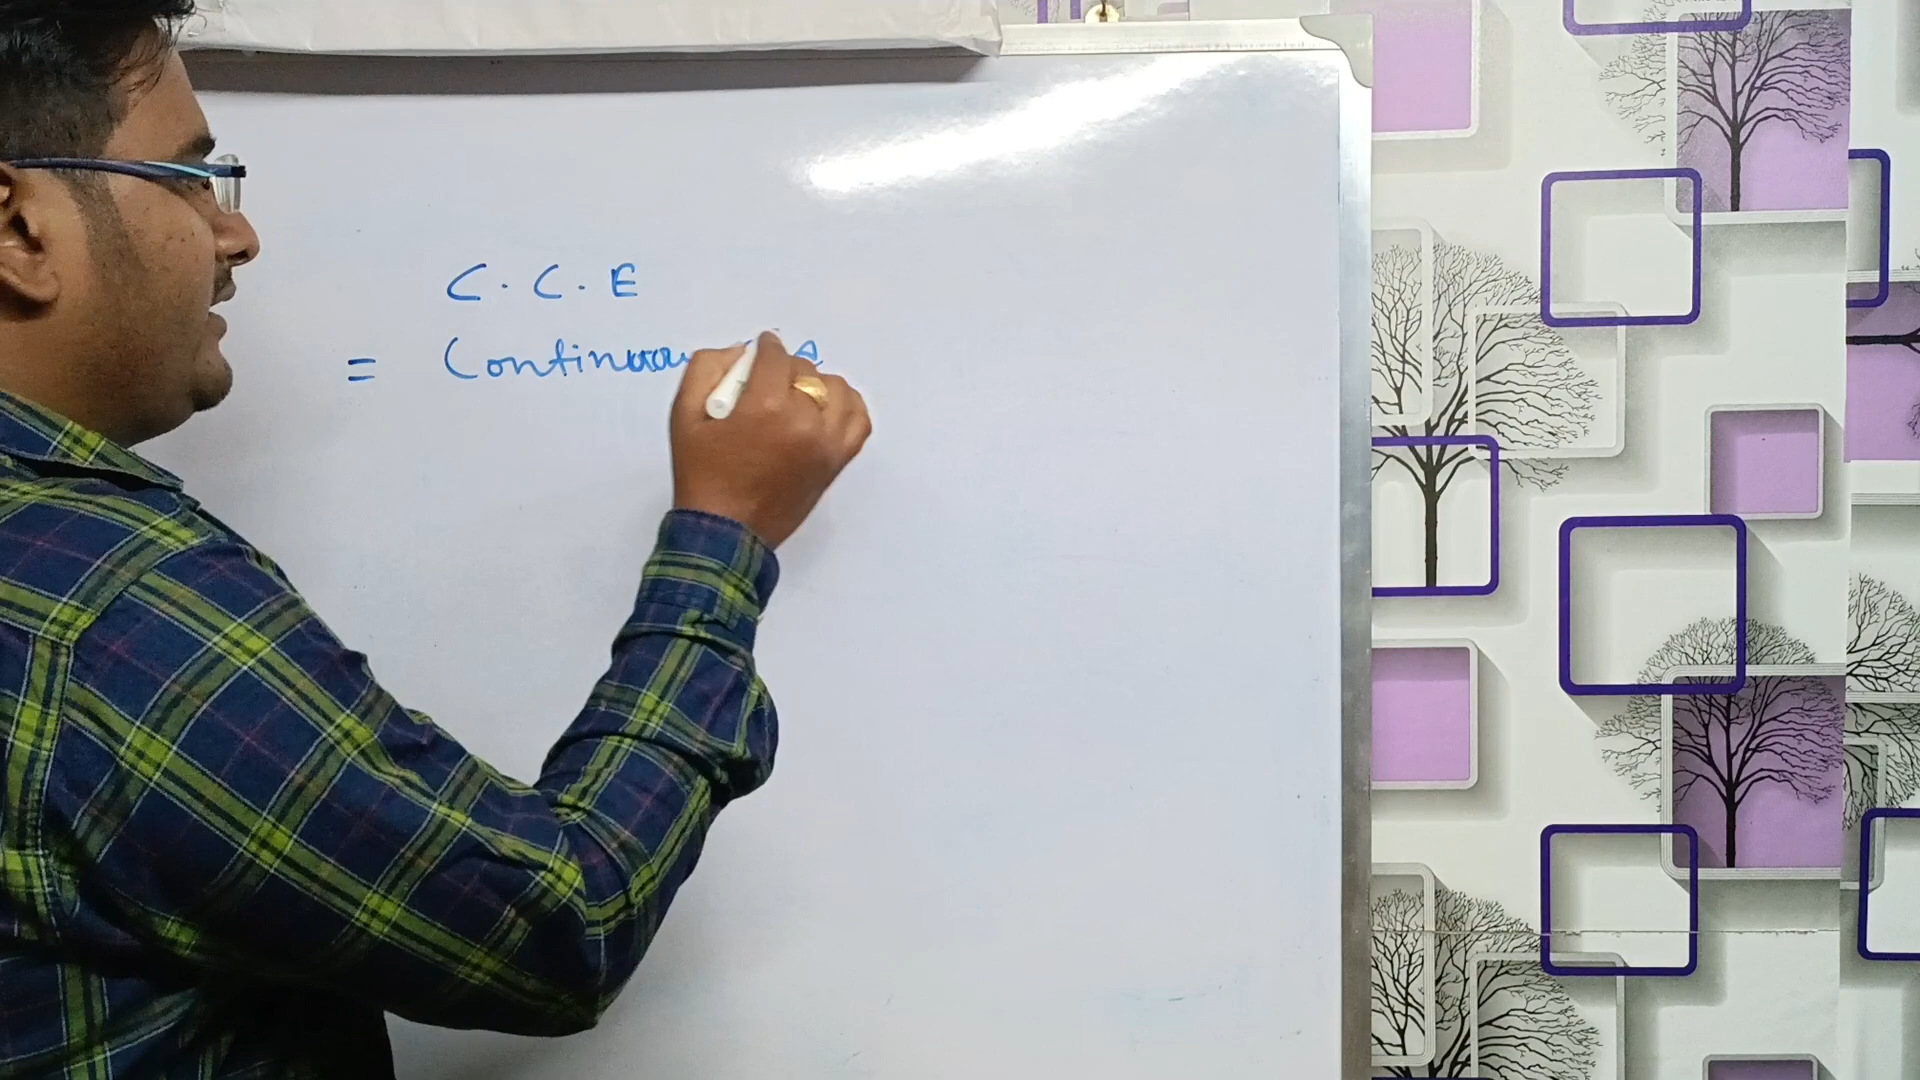 C. C. E
= Continuou